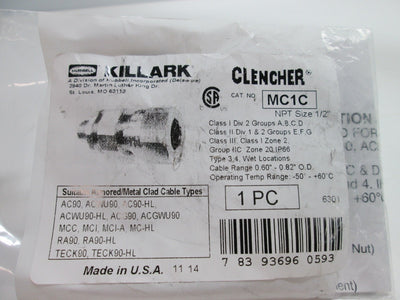 HUBBELL
KILLARK
A Division of Hubbell Incorporated (Delaware)
3940 Dr. Martin Luther King Dr.
St. Louis, MO 63113
CLENCHER®
CAT. NO. MC1C
NPT Size 1/2"
Class I Div 2 Groups A,B,C,D
Class II Div 1 & 2 Groups E,F,G
Class III, Class I Zone 2,
Group IIC, Zone 20, IP66
Type 3,4, Wet Locations
Cable Range 0.60" - 0.82" O.D.
Operating Temp Range: -50° - +60°C
Armored/Metal Clad Cable Types
AC90, ACWU90, AC90-HL,
ACWU90-HL, ACG90, ACGWU90
MCC, MCI, MCI-A, MC-HL
RA90, RA90-HL
TECK90, TECK90-HL
1 PC
6301
Made in U.S.A. 11 14
7 83 93696 0593
+60°C
Nut)